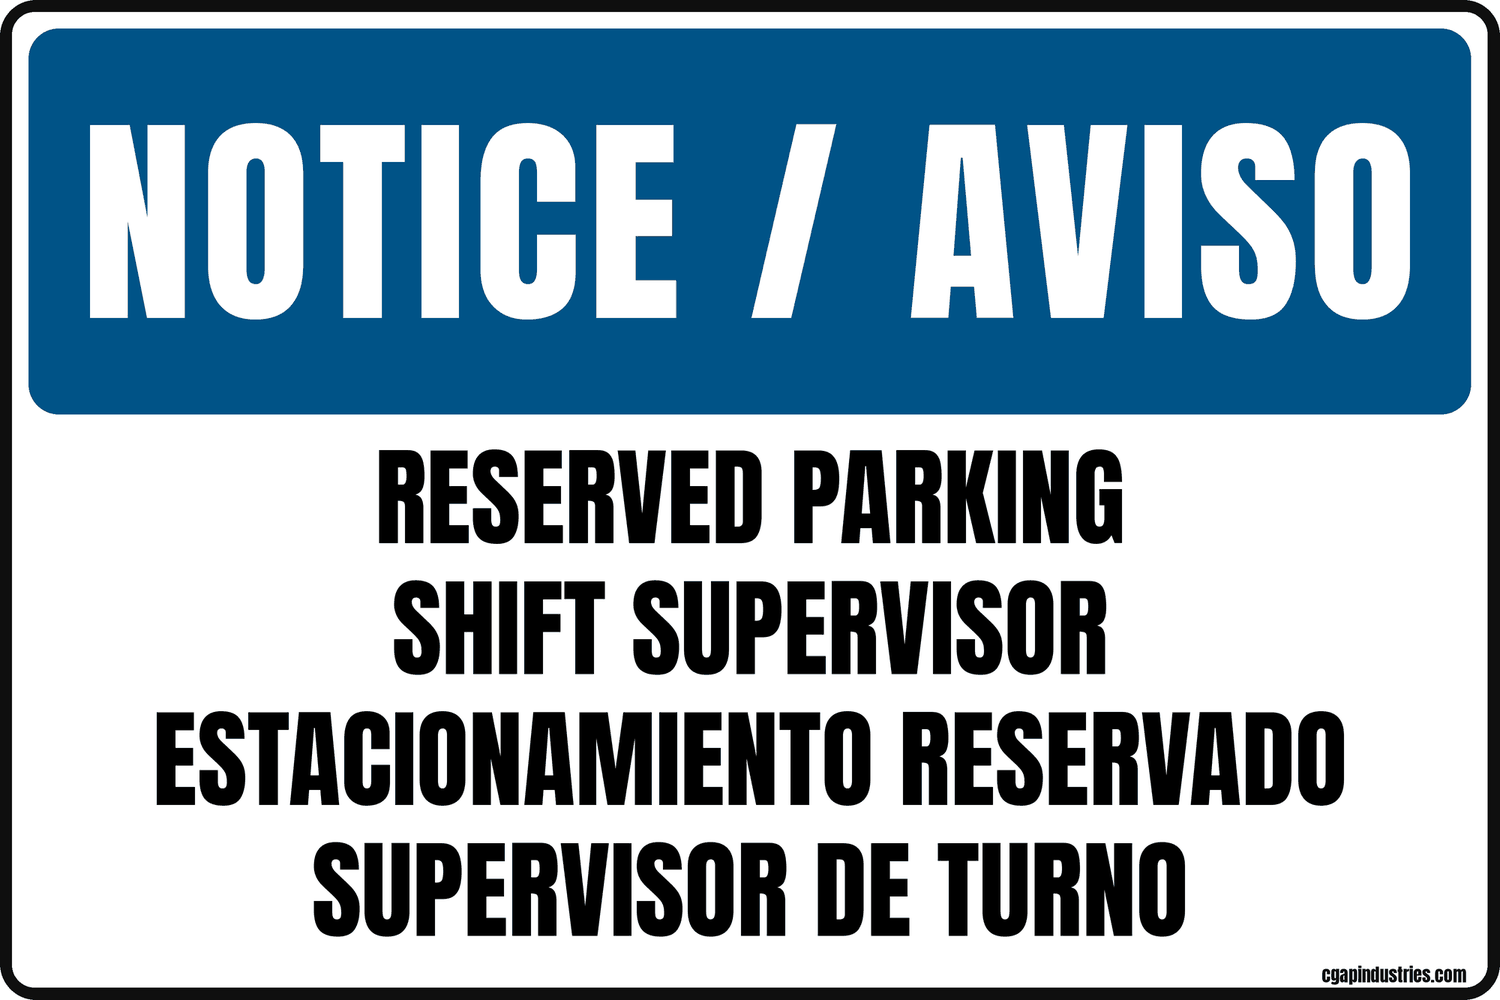 NOTICE / AVISO
RESERVED PARKING
SHIFT SUPERVISOR
ESTACIONAMIENTO RESERVADO
SUPERVISOR DE TURNO
cgapindustries.com